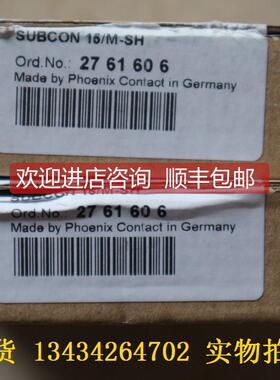 SUBCON 15/M-SH
Ord.No.: 27 61 60 6
Made by Phoenix Contact in Germany
欢迎进店咨询 顺丰包邮
Ord.No.: 27 61 60 6
Made by Phoenix Contact in Germany
货 13434264702 实物拍